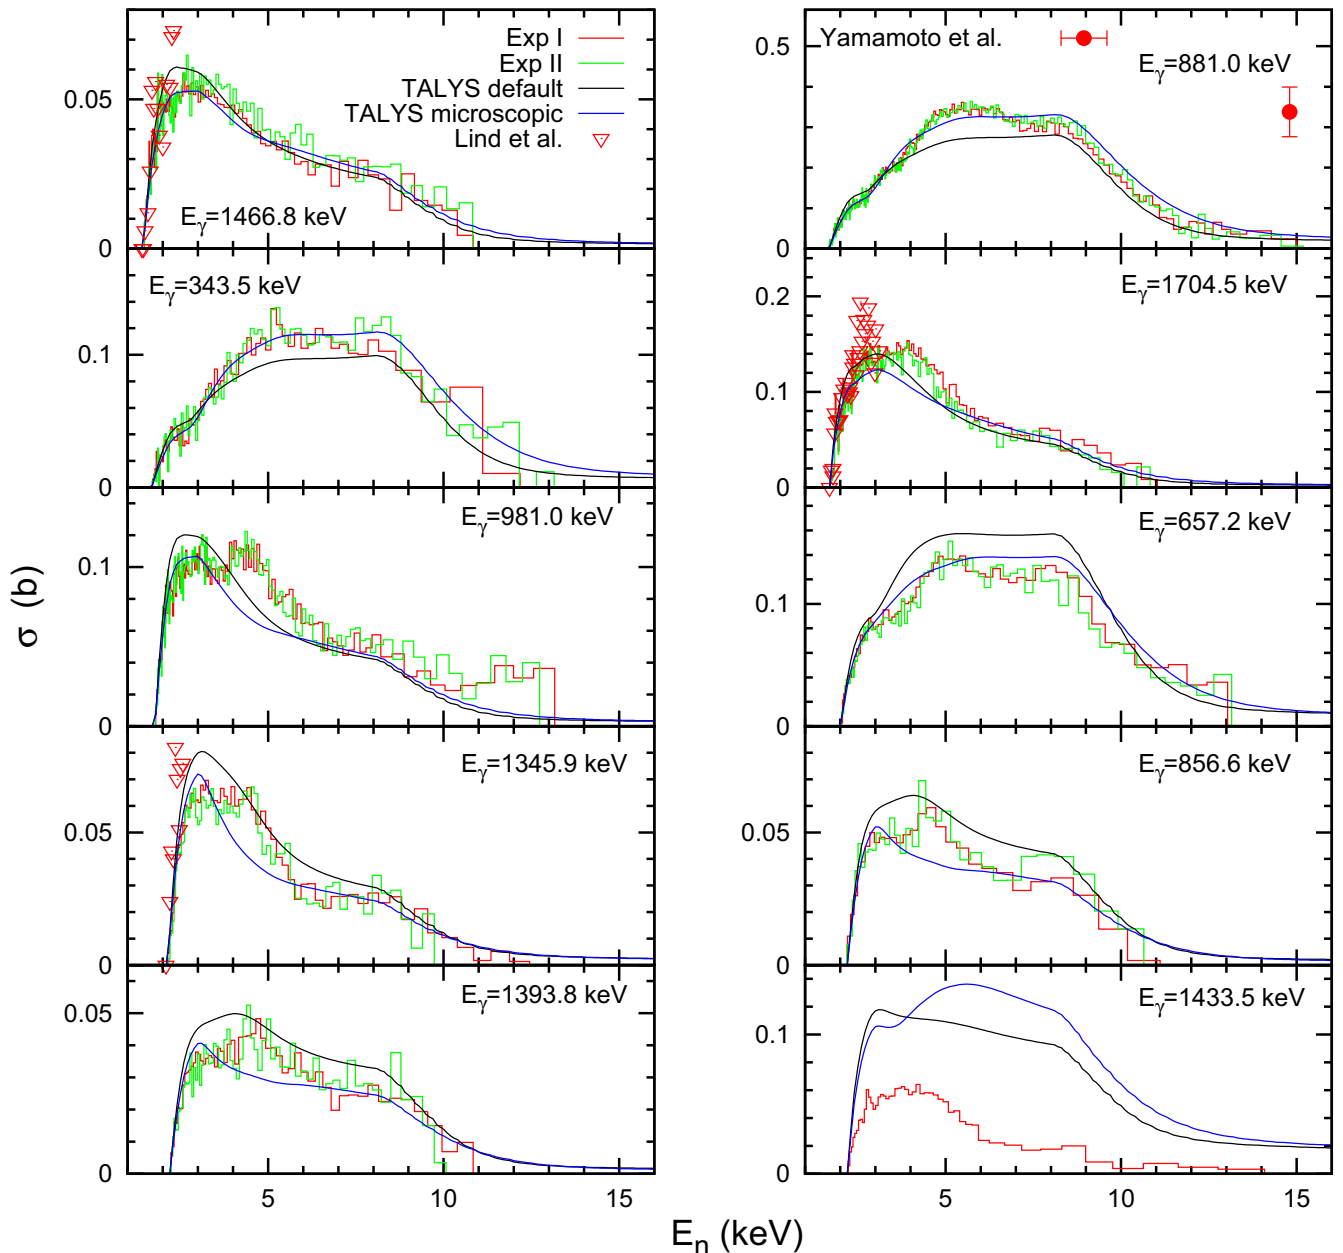 Exp I
Exp II
TALYS default
TALYS microscopic
Lind et al.
0.05
0
Eγ=1466.8 keV
Yamamoto et al.
0.5
0
Eγ=881.0 keV
Eγ=343.5 keV
0.1
0
Eγ=1704.5 keV
0.2
0.1
0
Eγ=981.0 keV
0.1
0
Eγ=657.2 keV
0.1
0
Eγ=1345.9 keV
0.05
0
Eγ=856.6 keV
0.05
0
Eγ=1393.8 keV
0.05
0
Eγ=1433.5 keV
0.1
0
5 10 15
5 10 15
σ (b)
En (keV)